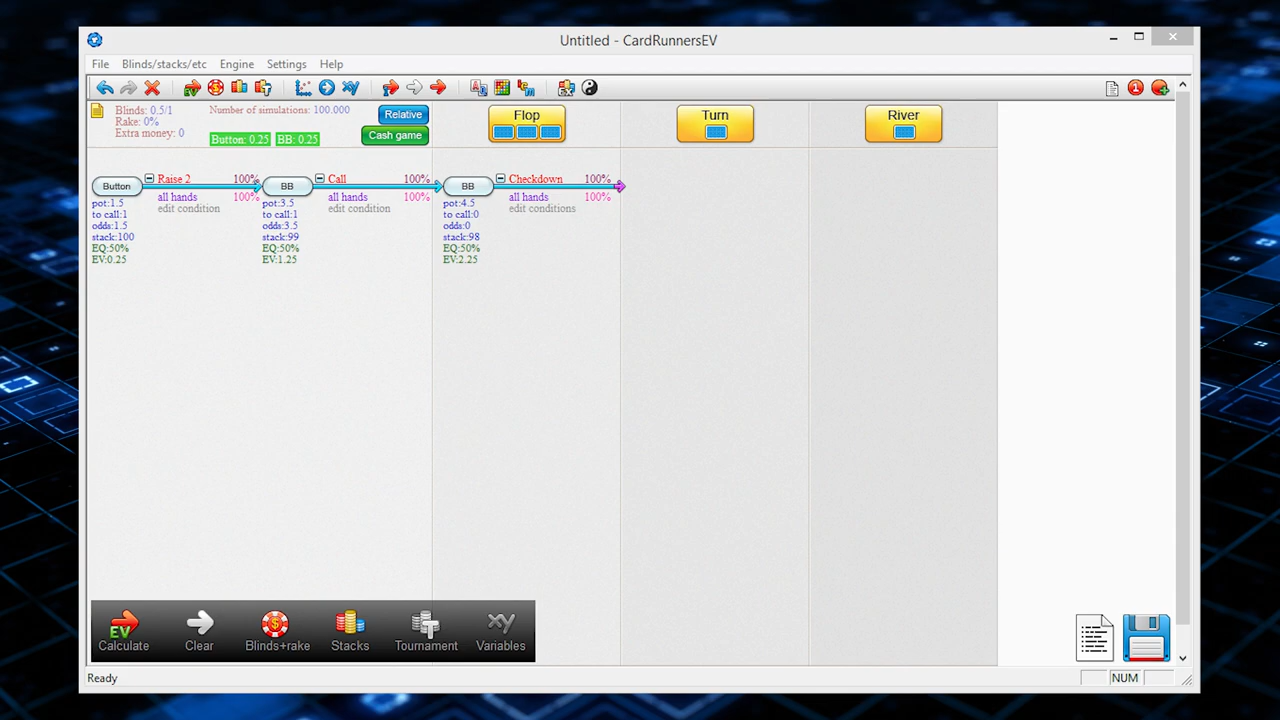 Untitled - CardRunnersEV
File Blinds/stacks/etc Engine Settings Help
Blinds: 0.5/1
Rake: 0%
Extra money: 0
Number of simulations: 100.000
Button: 0.25 BB: 0.25
Relative
Cash game
Flop
Turn
River
Button
Raise 2 100%
all hands 100%
edit condition
pot:1.5
to call:1
odds:1.5
stack:100
EQ:50%
EV:0.25
BB
Call 100%
all hands 100%
edit condition
pot:3.5
to call:1
odds:3.5
stack:99
EQ:50%
EV:1.25
BB
Checkdown 100%
all hands 100%
edit conditions
pot:4.5
to call:0
odds:0
stack:98
EQ:50%
EV:2.25
EV
Calculate
Clear
Blinds+rake
Stacks
Tournament
XY
Variables
Ready
NUM